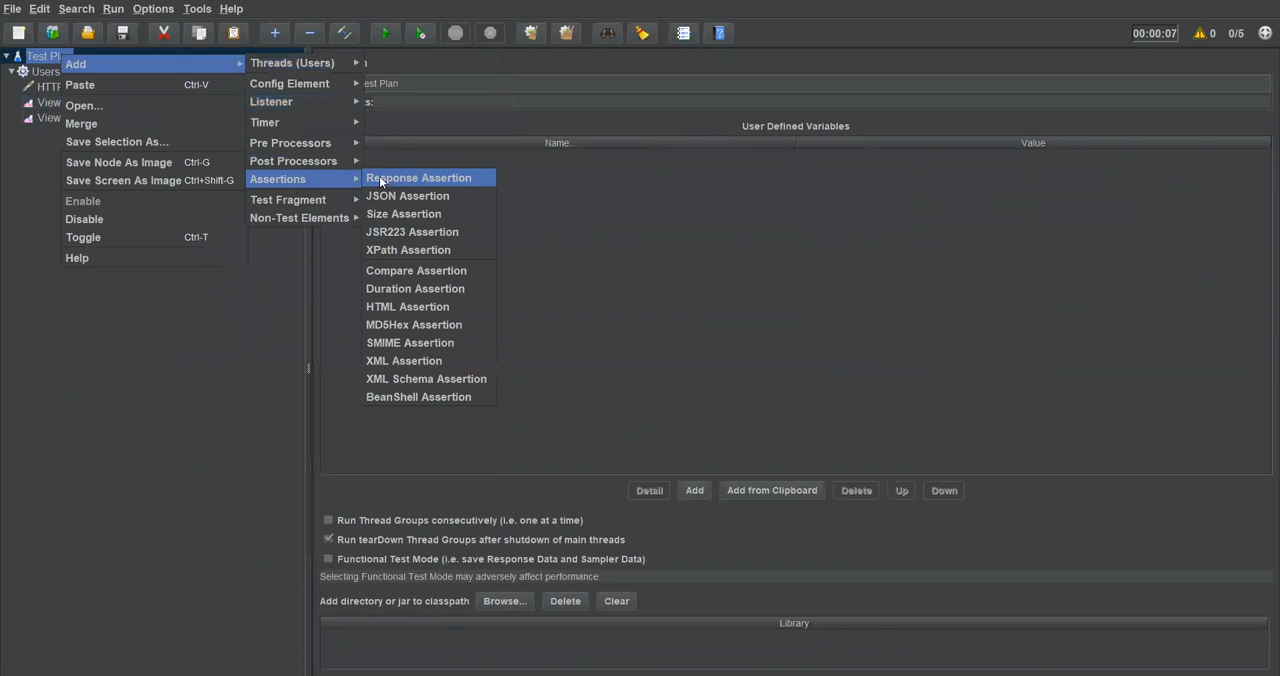 File Edit Search Run Options Tools Help
00:00:07 0/5
Test Pl
Users
HTT
View
View
Add
Paste Ctrl-V
Open...
Merge
Save Selection As...
Save Node As Image Ctrl-G
Save Screen As Image Ctrl+Shift-G
Enable
Disable
Toggle Ctrl-T
Help
Threads (Users)
Config Element
Listener
Timer
Pre Processors
Post Processors
Assertions
Test Fragment
Non-Test Elements
Response Assertion
JSON Assertion
Size Assertion
JSR223 Assertion
XPath Assertion
Compare Assertion
Duration Assertion
HTML Assertion
MD5Hex Assertion
SMIME Assertion
XML Assertion
XML Schema Assertion
BeanShell Assertion
n
est Plan
s:
User Defined Variables
Name: Value
Detail Add Add from Clipboard Delete Up Down
Run Thread Groups consecutively (i.e. one at a time)
Run tearDown Thread Groups after shutdown of main threads
Functional Test Mode (i.e. save Response Data and Sampler Data)
Selecting Functional Test Mode may adversely affect performance.
Add directory or jar to classpath Browse... Delete Clear
Library